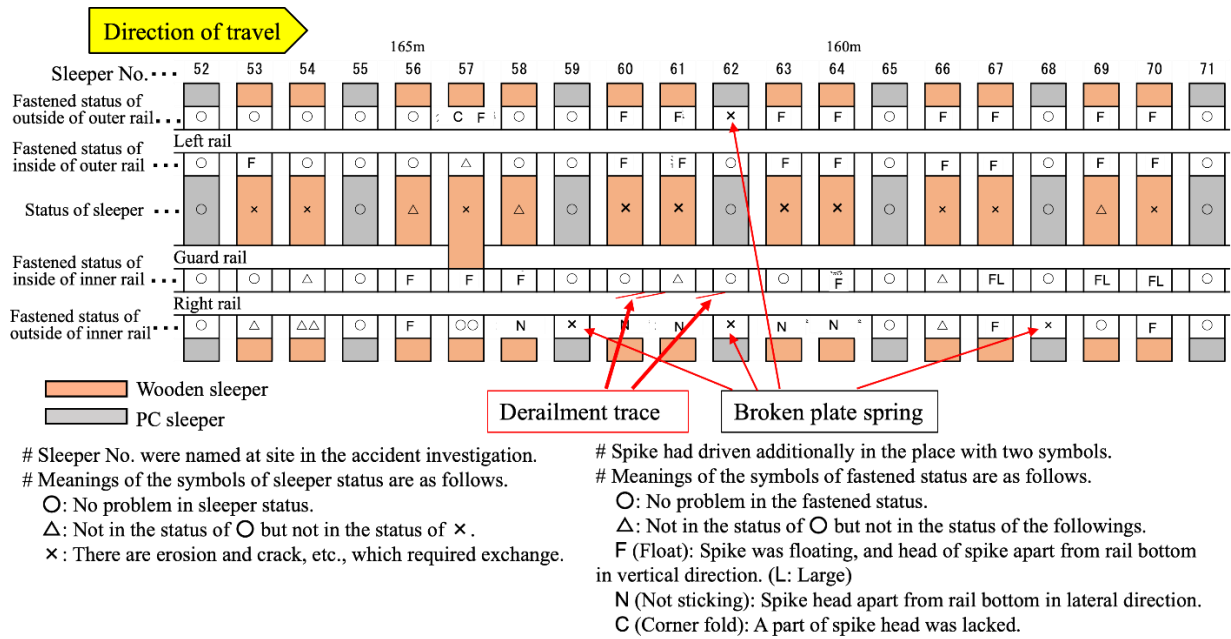 Direction of travel
165m 160m
Sleeper No. ··· 52 53 54 55 56 57 58 59 60 61 62 63 64 65 66 67 68 69 70 71
Fastened status of
outside of outer rail ··· ○ ○ ○ ○ ○ C F ○ ○ F F × F F ○ F F ○ F F ○
Left rail
Fastened status of
inside of outer rail ··· ○ F ○ ○ ○ △ ○ ○ F F ○ F F ○ F F ○ F F ○
Status of sleeper ··· ○ × × ○ △ × △ ○ × × ○ × × ○ × × ○ △ × ○
Guard rail
Fastened status of
inside of inner rail ··· ○ ○ △ ○ F F F ○ ○ △ ○ ○ F ○ △ FL ○ FL FL ○
Right rail
Fastened status of
outside of inner rail ··· ○ △ △△ ○ F ○○ N × N N × N N ○ △ F × ○ F ○
Wooden sleeper
PC sleeper
Derailment trace
Broken plate spring
# Sleeper No. were named at site in the accident investigation.
# Meanings of the symbols of sleeper status are as follows.
○: No problem in sleeper status.
△: Not in the status of ○ but not in the status of ×.
×: There are erosion and crack, etc., which required exchange.
# Spike had driven additionally in the place with two symbols.
# Meanings of the symbols of fastened status are as follows.
○: No problem in the fastened status.
△: Not in the status of ○ but not in the status of the followings.
F (Float): Spike was floating, and head of spike apart from rail bottom
in vertical direction. (L: Large)
N (Not sticking): Spike head apart from rail bottom in lateral direction.
C (Corner fold): A part of spike head was lacked.